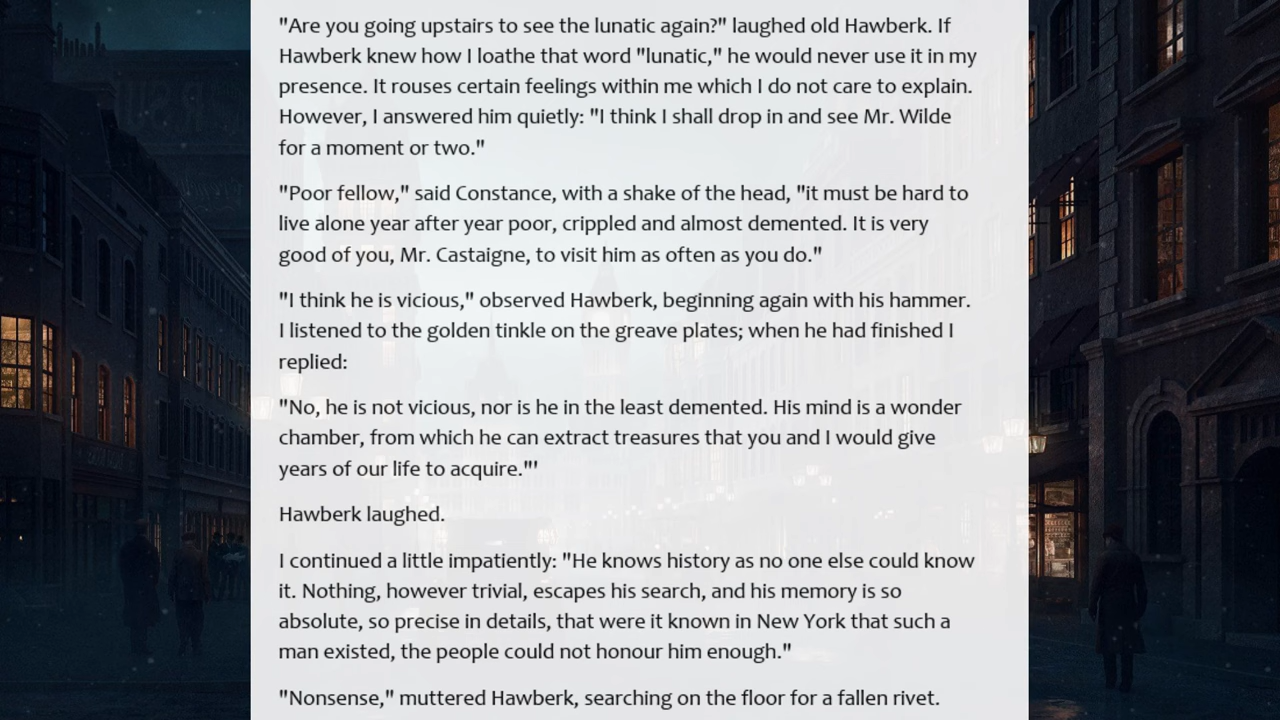 "Are you going upstairs to see the lunatic again?" laughed old Hawberk. If
Hawberk knew how I loathe that word "lunatic," he would never use it in my
presence. It rouses certain feelings within me which I do not care to explain.
However, I answered him quietly: "I think I shall drop in and see Mr. Wilde
for a moment or two."
"Poor fellow," said Constance, with a shake of the head, "it must be hard to
live alone year after year poor, crippled and almost demented. It is very
good of you, Mr. Castaigne, to visit him as often as you do."
"I think he is vicious," observed Hawberk, beginning again with his hammer.
I listened to the golden tinkle on the greave plates; when he had finished I
replied:
"No, he is not vicious, nor is he in the least demented. His mind is a wonder
chamber, from which he can extract treasures that you and I would give
years of our life to acquire."'
Hawberk laughed.
I continued a little impatiently: "He knows history as no one else could know
it. Nothing, however trivial, escapes his search, and his memory is so
absolute, so precise in details, that were it known in New York that such a
man existed, the people could not honour him enough."
"Nonsense," muttered Hawberk, searching on the floor for a fallen rivet.